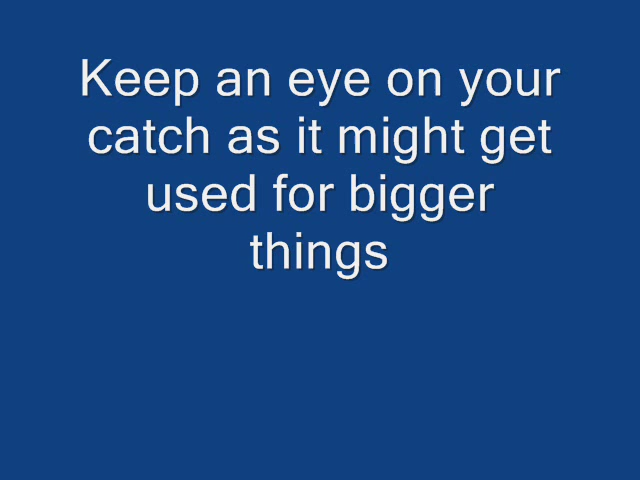 Keep an eye on your
catch as it might get
used for bigger
things